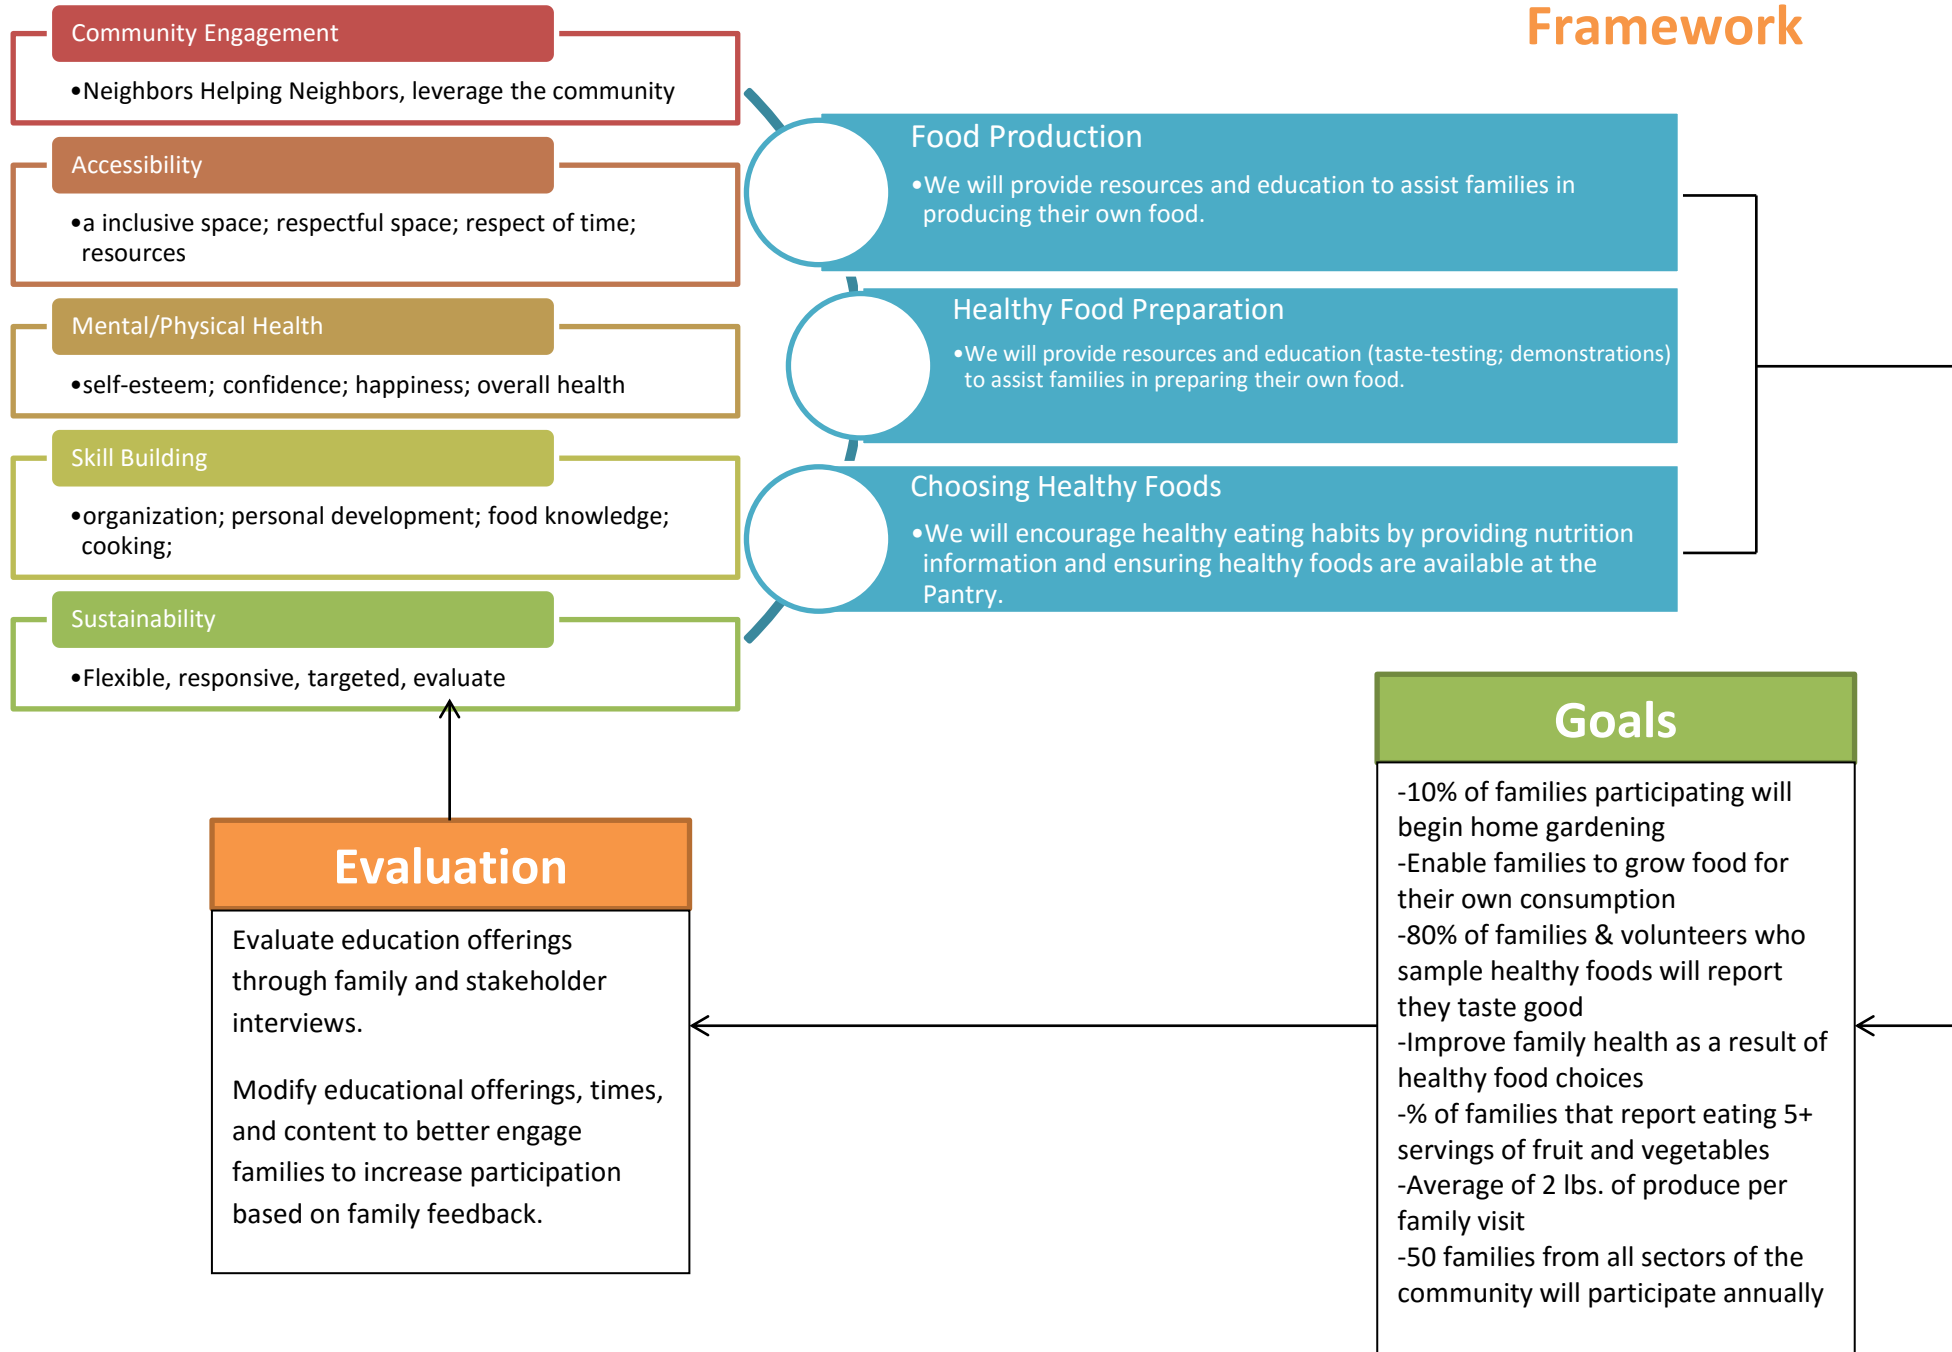 Framework
Community Engagement
•Neighbors Helping Neighbors, leverage the community
Accessibility
•a inclusive space; respectful space; respect of time;
resources
Mental/Physical Health
•self-esteem; confidence; happiness; overall health
Skill Building
•organization; personal development; food knowledge;
cooking;
Sustainability
•Flexible, responsive, targeted, evaluate
Food Production
•We will provide resources and education to assist families in
producing their own food.
Healthy Food Preparation
•We will provide resources and education (taste-testing; demonstrations)
to assist families in preparing their own food.
Choosing Healthy Foods
•We will encourage healthy eating habits by providing nutrition
information and ensuring healthy foods are available at the
Pantry.
Goals
-10% of families participating will
begin home gardening
-Enable families to grow food for
their own consumption
-80% of families & volunteers who
sample healthy foods will report
they taste good
-Improve family health as a result of
healthy food choices
-% of families that report eating 5+
servings of fruit and vegetables
-Average of 2 lbs. of produce per
family visit
-50 families from all sectors of the
community will participate annually
Evaluation
Evaluate education offerings
through family and stakeholder
interviews.
Modify educational offerings, times,
and content to better engage
families to increase participation
based on family feedback.